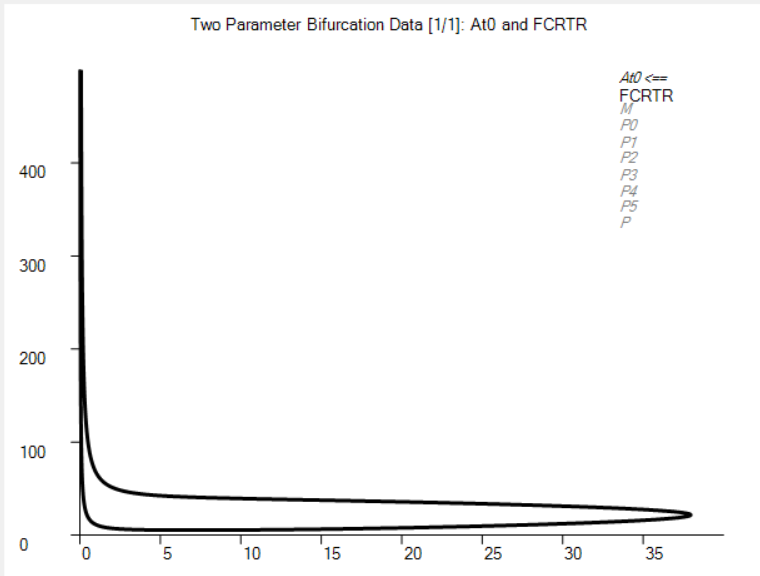 Two Parameter Bifurcation Data [1/1]: At0 and FCRTR
At0 <==
FCRTR
M
P0
P1
P2
P3
P4
P5
P
400
300
200
100
0
0 5 10 15 20 25 30 35